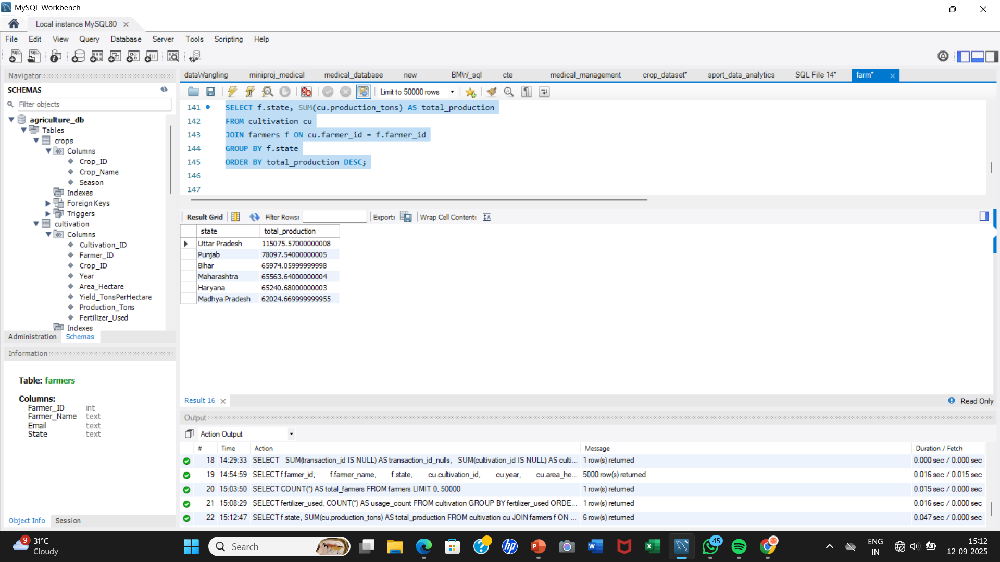 MySQL Workbench
Local instance MySQL80
File Edit View Query Database Server Tools Scripting Help
Navigator
SCHEMAS
Filter objects
agriculture_db
Tables
crops
Columns
Crop_ID
Crop_Name
Season
Indexes
Foreign Keys
Triggers
cultivation
Columns
Cultivation_ID
Farmer_ID
Crop_ID
Year
Area_Hectare
Yield_TonsPerHectare
Production_Tons
Fertilizer_Used
Indexes
Administration Schemas
Information
Table: farmers
Columns:
Farmer_ID int
Farmer_Name text
Email text
State text
Object Info Session
dataWangling miniproj_medical medical_database new BMW_sql cte medical_management crop_dataset* sport_data_analytics SQL File 14* farm*
Limit to 50000 rows
141 SELECT f.state, SUM(cu.production_tons) AS total_production
142 FROM cultivation cu
143 JOIN farmers f ON cu.farmer_id = f.farmer_id
144 GROUP BY f.state
145 ORDER BY total_production DESC;
146
147
Result Grid Filter Rows: Export: Wrap Cell Content:
state total_production
Uttar Pradesh 115075.57000000008
Punjab 78097.54000000005
Bihar 65974.05999999998
Maharashtra 65563.64000000004
Haryana 65240.68000000003
Madhya Pradesh 62024.669999999955
Result 16 Read Only
Output
Action Output
# Time Action Message Duration / Fetch
18 14:29:33 SELECT SUM(transaction_id IS NULL) AS transaction_id_nulls, SUM(cultivation_id IS NULL) AS culti... 1 row(s) returned 0.000 sec / 0.000 sec
19 14:54:59 SELECT f.farmer_id, f.farmer_name, f.state, cu.cultivation_id, cu.year, cu.area_he... 5000 row(s) returned 0.016 sec / 0.015 sec
20 15:03:50 SELECT COUNT(*) AS total_farmers FROM farmers LIMIT 0, 50000 1 row(s) returned 0.015 sec / 0.000 sec
21 15:08:29 SELECT fertilizer_used, COUNT(*) AS usage_count FROM cultivation GROUP BY fertilizer_used ORDE... 1 row(s) returned 0.016 sec / 0.000 sec
22 15:12:47 SELECT f.state, SUM(cu.production_tons) AS total_production FROM cultivation cu JOIN farmers f ON ... 6 row(s) returned 0.047 sec / 0.000 sec
9
31°C
Cloudy
Search
45
ENG
IN
15:12
12-09-2025